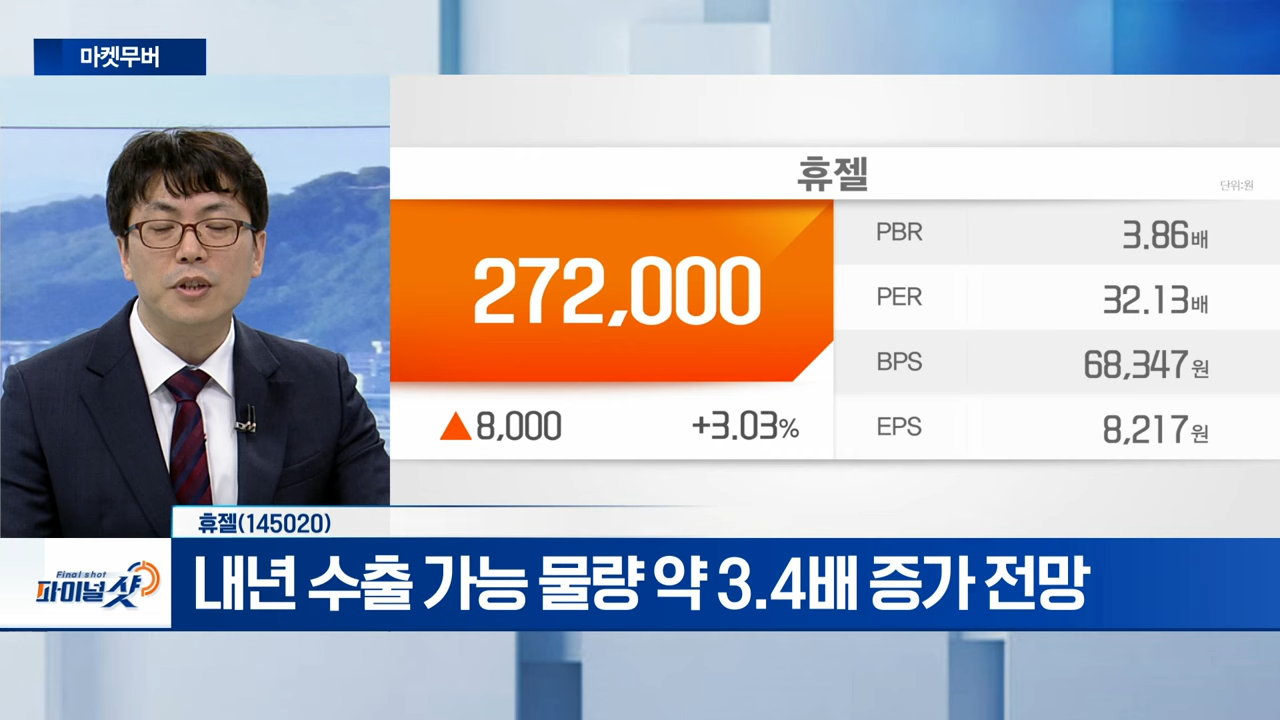 마켓무버
휴젤
단위:원
272,000
▲8,000 +3.03%
PBR 3.86배
PER 32.13배
BPS 68,347원
EPS 8,217원
휴젤(145020)
Final shot
파이널샷
내년 수출 가능 물량 약 3.4배 증가 전망